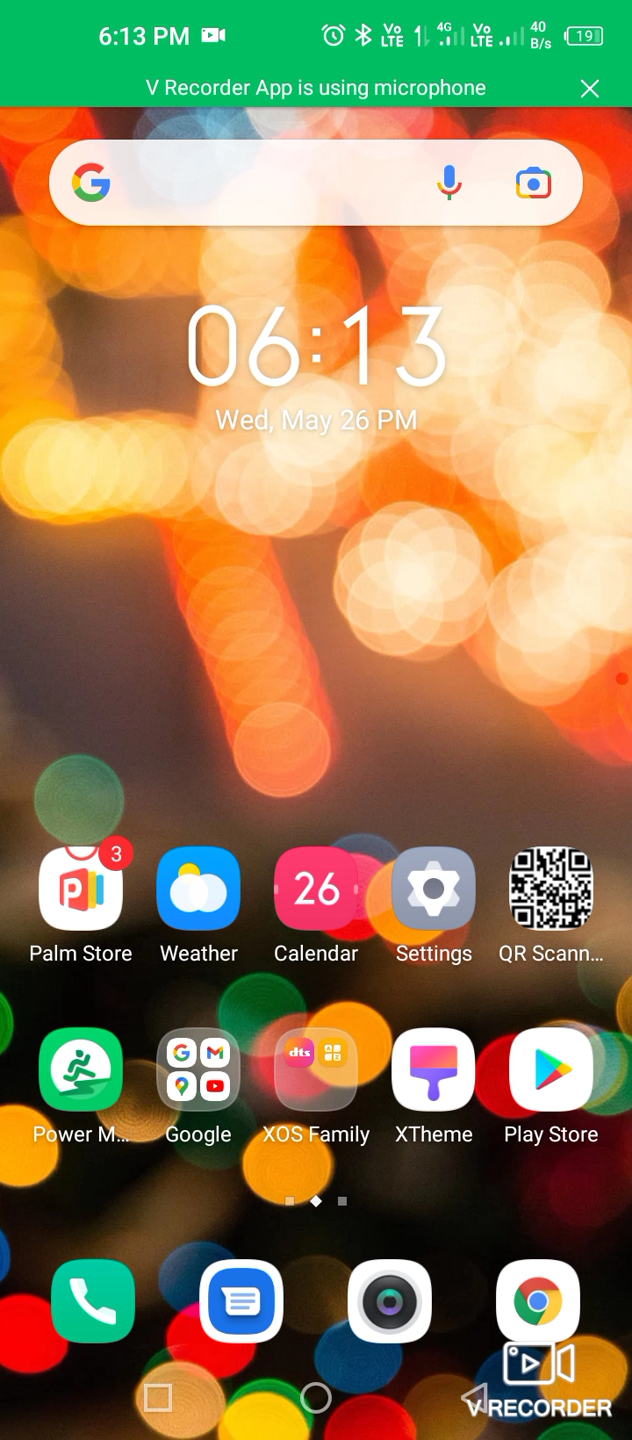 6:13 PM
Vo LTE 4G Vo LTE 40 B/s 19
V Recorder App is using microphone
06:13
Wed, May 26 PM
3
26
Palm Store Weather Calendar Settings QR Scann...
dts
Power M... Google XOS Family XTheme Play Store
V RECORDER